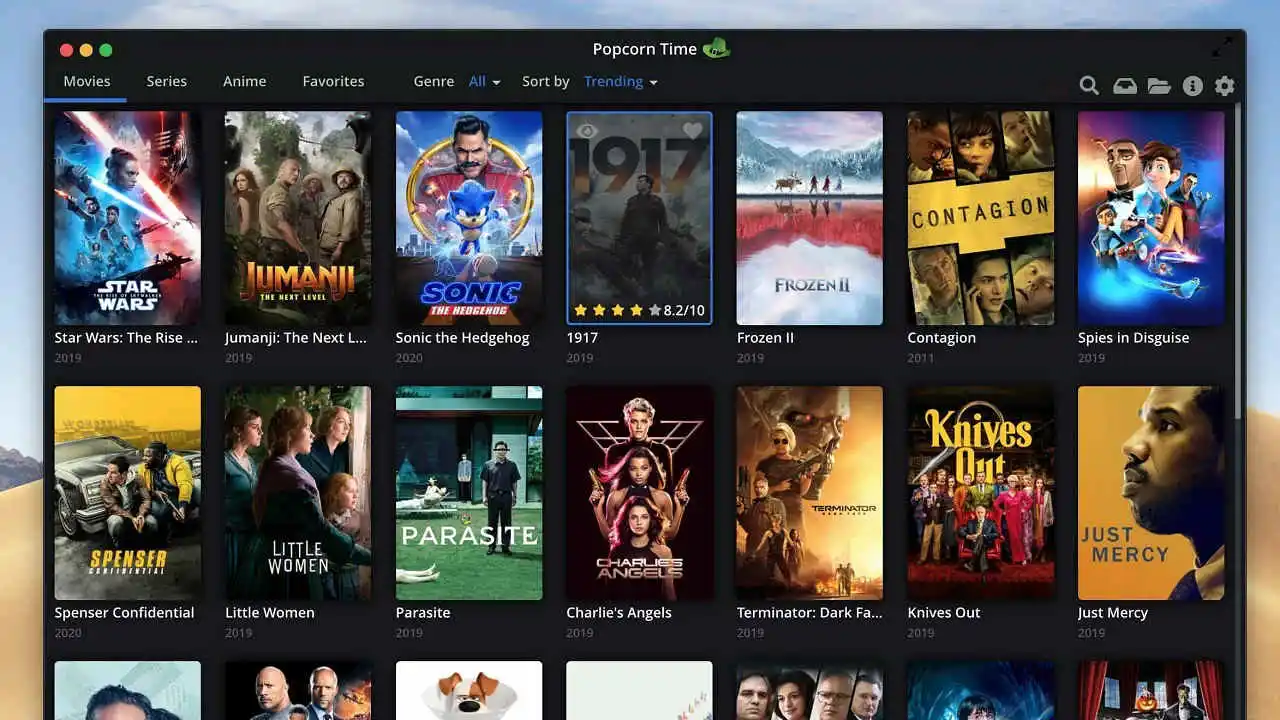 Popcorn Time
Movies Series Anime Favorites Genre All Sort by Trending
STAR WARS
THE RISE OF SKYWALKER
JUMANJI
THE NEXT LEVEL
SONIC
THE HEDGEHOG
1917
8.2/10
FROZEN II
CONTAGION
Star Wars: The Rise ...
2019
Jumanji: The Next L...
2019
Sonic the Hedgehog
2020
1917
2019
Frozen II
2019
Contagion
2011
Spies in Disguise
2019
WONDERLAND
SPENSER
CONFIDENTIAL
LITTLE
WOMEN
PARASITE
CHARLIE'S
ANGELS
TERMINATOR
DARK FATE
Knives
Out
JUST
MERCY
Spenser Confidential
2020
Little Women
2019
Parasite
2019
Charlie's Angels
2019
Terminator: Dark Fa...
2019
Knives Out
2019
Just Mercy
2019